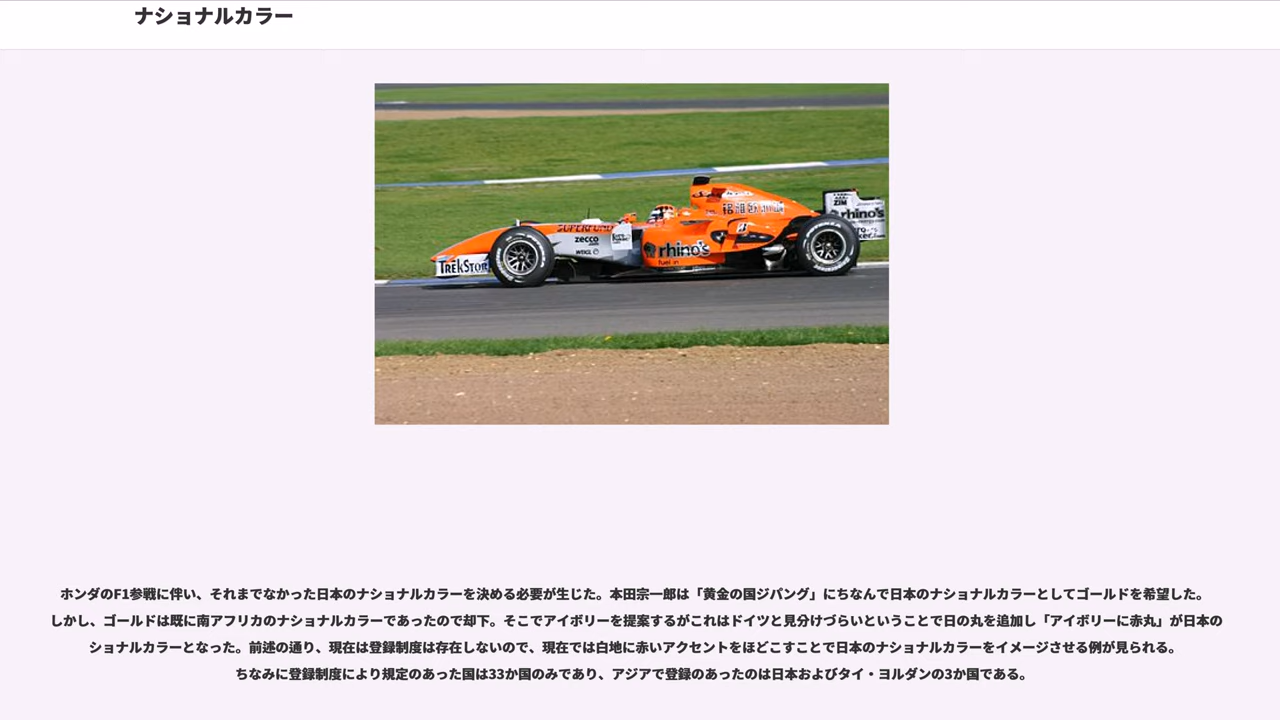 ナショナルカラー
SUPERFUND
zecco
rhino's
fuel in
TREKSTOR
rhino's
ホンダのF1参戦に伴い、それまでなかった日本のナショナルカラーを決める必要が生じた。本田宗一郎は「黄金の国ジパング」にちなんで日本のナショナルカラーとしてゴールドを希望した。
しかし、ゴールドは既に南アフリカのナショナルカラーであったので却下。そこでアイボリーを提案するがこれはドイツと見分けづらいということで日の丸を追加し「アイボリーに赤丸」が日本の
ショナルカラーとなった。前述の通り、現在は登録制度は存在しないので、現在では白地に赤いアクセントをほどこすことで日本のナショナルカラーをイメージさせる例が見られる。
ちなみに登録制度により規定のあった国は33か国のみであり、アジアで登録のあったのは日本およびタイ・ヨルダンの3か国である。